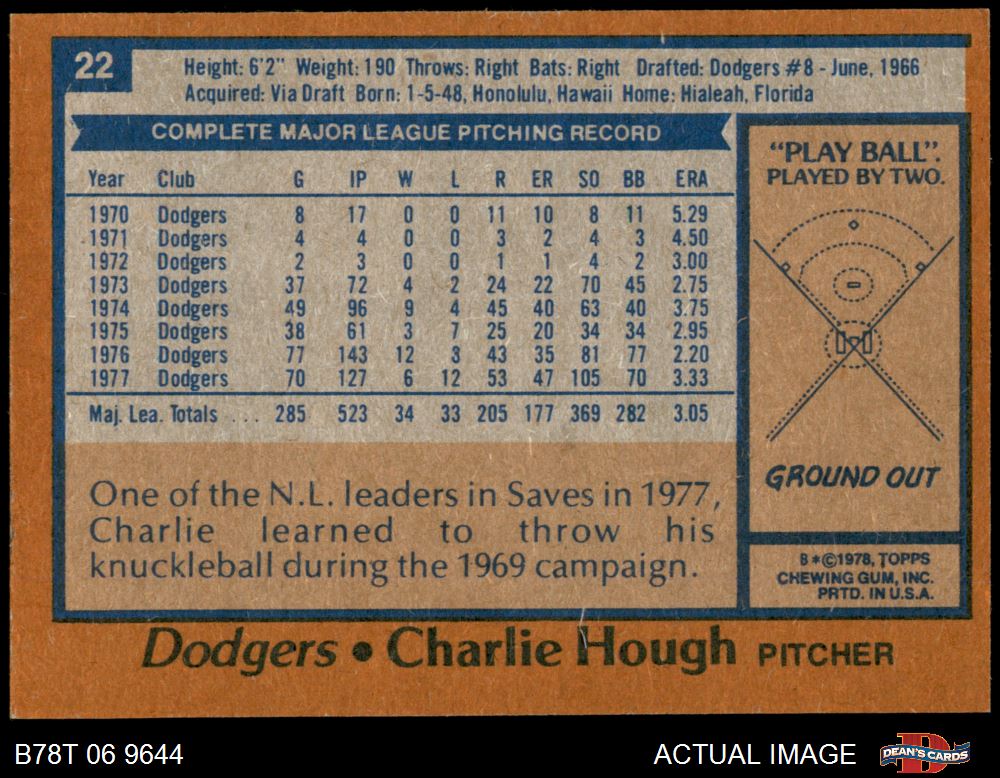 22
Height: 6'2" Weight: 190 Throws: Right Bats: Right Drafted: Dodgers #8 - June, 1966
Acquired: Via Draft Born: 1-5-48, Honolulu, Hawaii Home: Hialeah, Florida
COMPLETE MAJOR LEAGUE PITCHING RECORD
Year Club G IP W L R ER SO BB ERA
1970 Dodgers 8 17 0 0 11 10 8 11 5.29
1971 Dodgers 4 4 0 0 3 2 4 3 4.50
1972 Dodgers 2 3 0 0 1 1 4 2 3.00
1973 Dodgers 37 72 4 2 24 22 70 45 2.75
1974 Dodgers 49 96 9 4 45 40 63 40 3.75
1975 Dodgers 38 61 3 7 25 20 34 34 2.95
1976 Dodgers 77 143 12 3 43 35 81 77 2.20
1977 Dodgers 70 127 6 12 53 47 105 70 3.33
Maj. Lea. Totals ... 285 523 34 33 205 177 369 282 3.05
One of the N.L. leaders in Saves in 1977,
Charlie learned to throw his
knuckleball during the 1969 campaign.
"PLAY BALL".
PLAYED BY TWO.
GROUND OUT
B*©1978, TOPPS
CHEWING GUM, INC.
PRTD. IN U.S.A.
Dodgers • Charlie Hough PITCHER
B78T 06 9644
ACTUAL IMAGE
D
DEAN'S CARDS